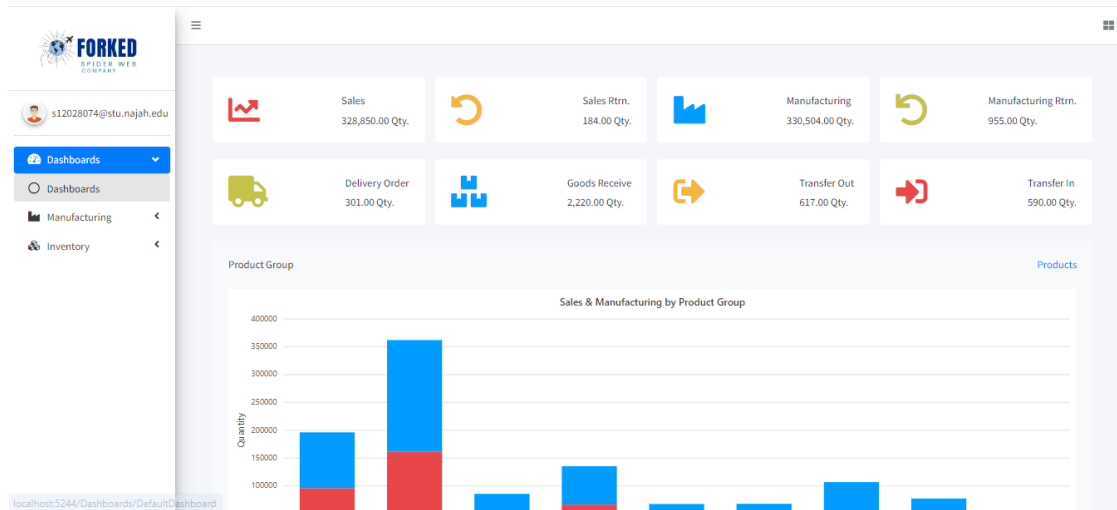 FORKED
SPIDER WEB
COMPANY
s12028074@stu.najah.edu
Dashboards
Dashboards
Manufacturing
Inventory
Sales
328,850.00 Qty.
Sales Rtrn.
184.00 Qty.
Manufacturing
330,504.00 Qty.
Manufacturing Rtrn.
955.00 Qty.
Delivery Order
301.00 Qty.
Goods Receive
2,220.00 Qty.
Transfer Out
617.00 Qty.
Transfer In
590.00 Qty.
Product Group
Products
Sales & Manufacturing by Product Group
Quantity
400000
350000
300000
250000
200000
150000
100000
localhost:5244/Dashboards/DefaultDashboard